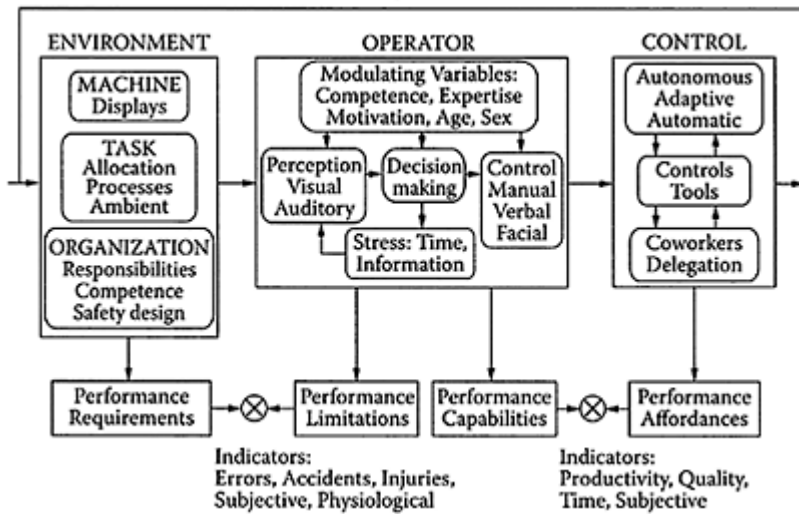 ENVIRONMENT
MACHINE
Displays
TASK
Allocation
Processes
Ambient
ORGANIZATION
Responsibilities
Competence
Safety design
OPERATOR
Modulating Variables:
Competence, Expertise
Motivation, Age, Sex
Perception
Visual
Auditory
Decision
making
Control
Manual
Verbal
Facial
Stress: Time,
Information
CONTROL
Autonomous
Adaptive
Automatic
Controls
Tools
Coworkers
Delegation
Performance
Requirements
Performance
Limitations
Performance
Capabilities
Performance
Affordances
Indicators:
Errors, Accidents, Injuries,
Subjective, Physiological
Indicators:
Productivity, Quality,
Time, Subjective